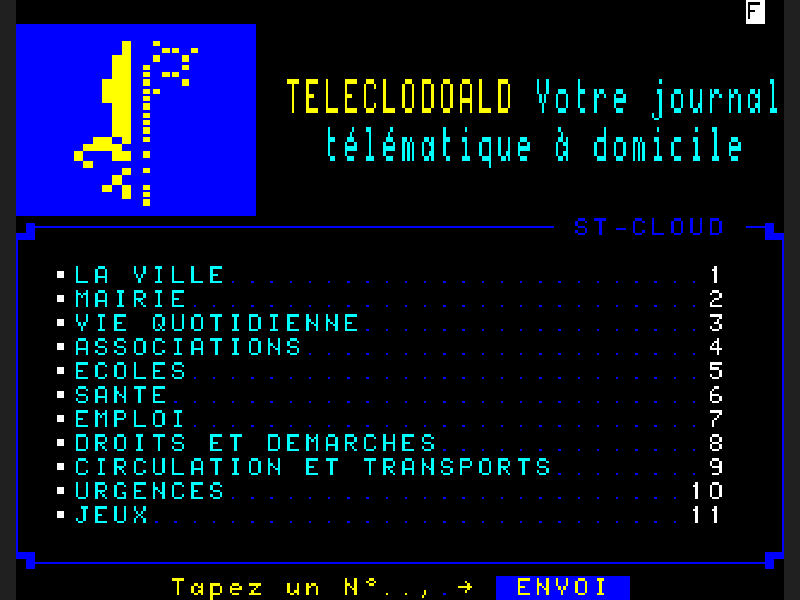 F
TELECLODOALD Votre journal
télématique à domicile
ST-CLOUD
LA VILLE 1
MAIRIE 2
VIE QUOTIDIENNE 3
ASSOCIATIONS 4
ECOLES 5
SANTE 6
EMPLOI 7
DROITS ET DEMARCHES 8
CIRCULATION ET TRANSPORTS 9
URGENCES 10
JEUX 11
Tapez un N°.., → ENVOI